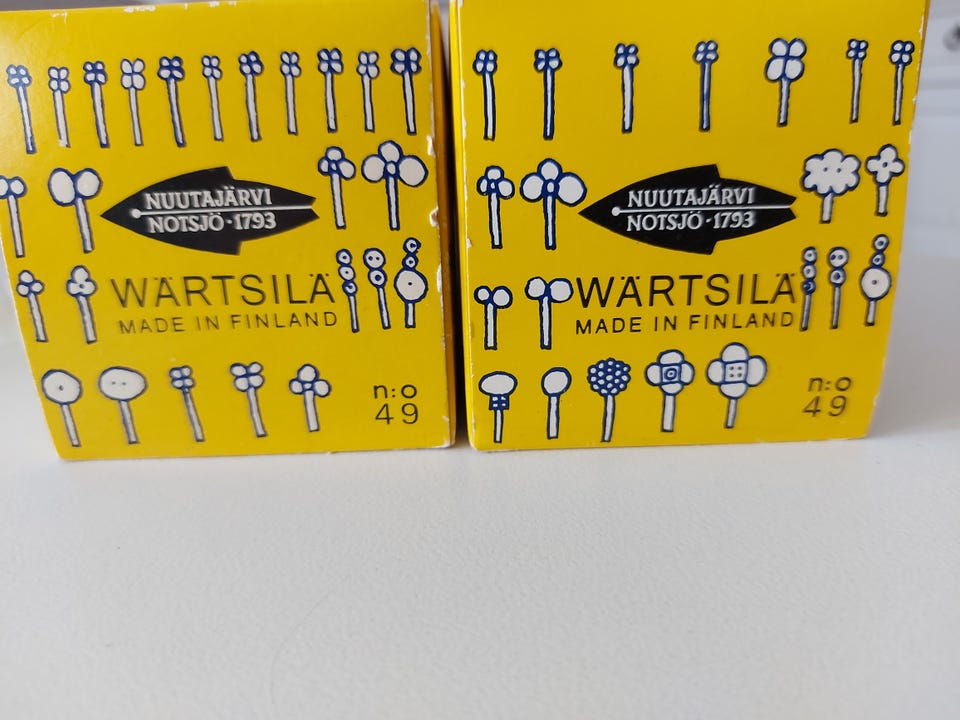 NUUTAJÄRVI
NOTSJÖ·1793
WÄRTSILÄ
MADE IN FINLAND
n:o
49
NUUTAJÄRVI
NOTSJÖ·1793
WÄRTSILÄ
MADE IN FINLAND
n:o
49